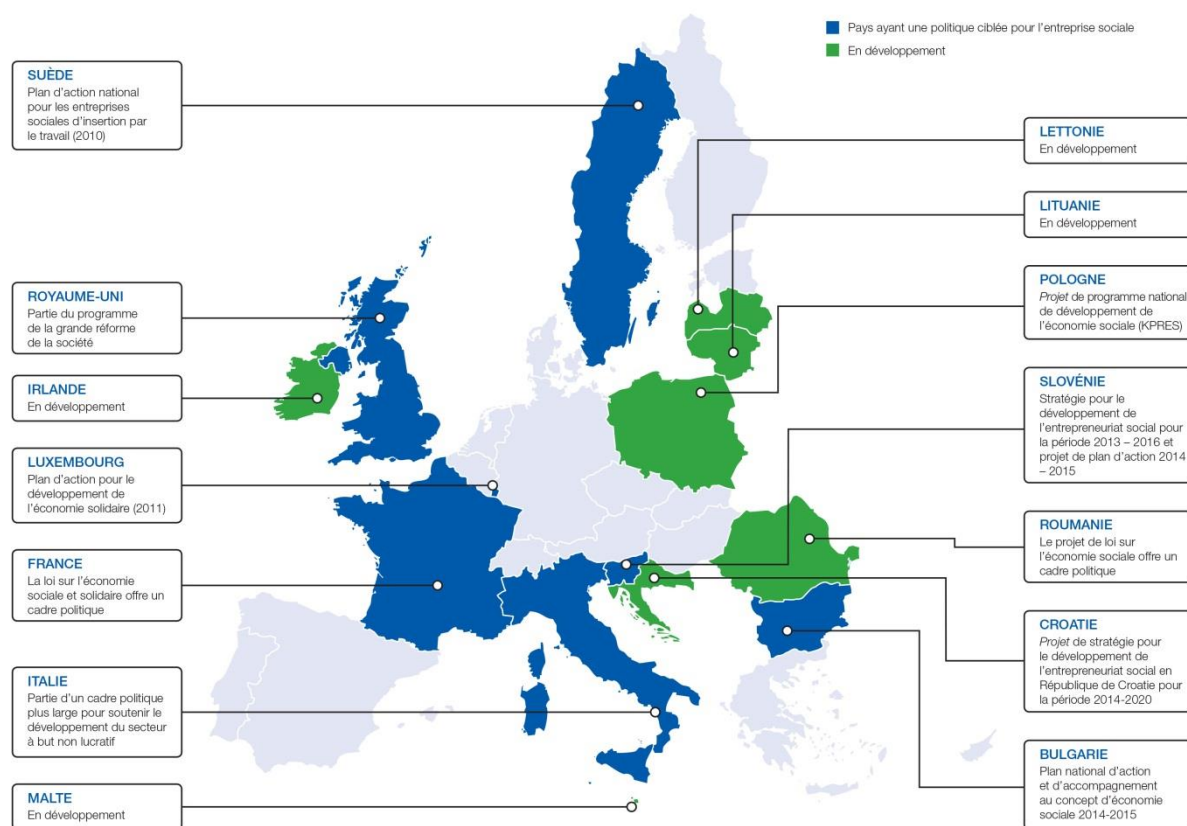 Pays ayant une politique ciblée pour l'entreprise sociale
En développement
SUÈDE
Plan d'action national
pour les entreprises
sociales d'insertion par
le travail (2010)
ROYAUME-UNI
Partie du programme
de la grande réforme
de la société
IRLANDE
En développement
LUXEMBOURG
Plan d'action pour le
développement de
l'économie solidaire (2011)
FRANCE
La loi sur l'économie
sociale et solidaire offre un
cadre politique
ITALIE
Partie d'un cadre politique
plus large pour soutenir le
développement du secteur
à but non lucratif
MALTE
En développement
LETTONIE
En développement
LITUANIE
En développement
POLOGNE
Projet de programme national
de développement de
l'économie sociale (KPRES)
SLOVÉNIE
Stratégie pour le
développement de
l'entrepreneuriat social pour
la période 2013 – 2016 et
projet de plan d'action 2014
– 2015
ROUMANIE
Le projet de loi sur
l'économie sociale offre un
cadre politique
CROATIE
Projet de stratégie pour
le développement de
l'entrepreneuriat social en
République de Croatie pour
la période 2014-2020
BULGARIE
Plan national d'action
et d'accompagnement
au concept d'économie
sociale 2014-2015